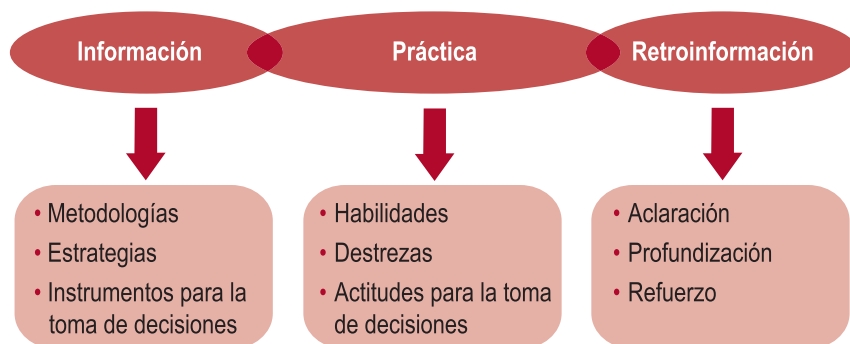 Información
Práctica
Retroinformación
• Metodologías
• Estrategias
• Instrumentos para la
toma de decisiones
• Habilidades
• Destrezas
• Actitudes para la toma
de decisiones
• Aclaración
• Profundización
• Refuerzo